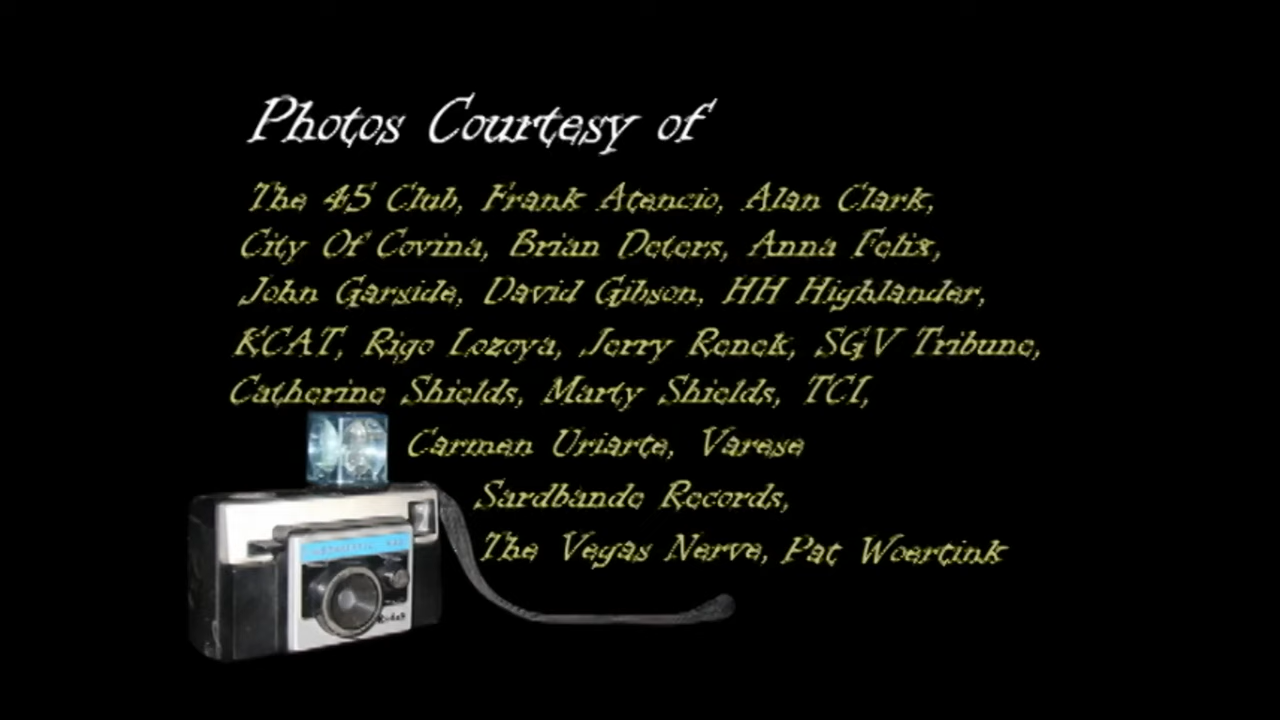 Photos Courtesy of
The 45 Club, Frank Atencio, Alan Clark,
City Of Covina, Brian Deters, Anna Felix,
John Garside, David Gibson, HH Highlander,
KCAT, Rigo Lozoya, Jerry Renek, SGV Tribune,
Catherine Shields, Marty Shields, TCI,
Carmen Uriarte, Varese
Sardbande Records,
The Vegas Nerve, Pat Woertink
Kodak